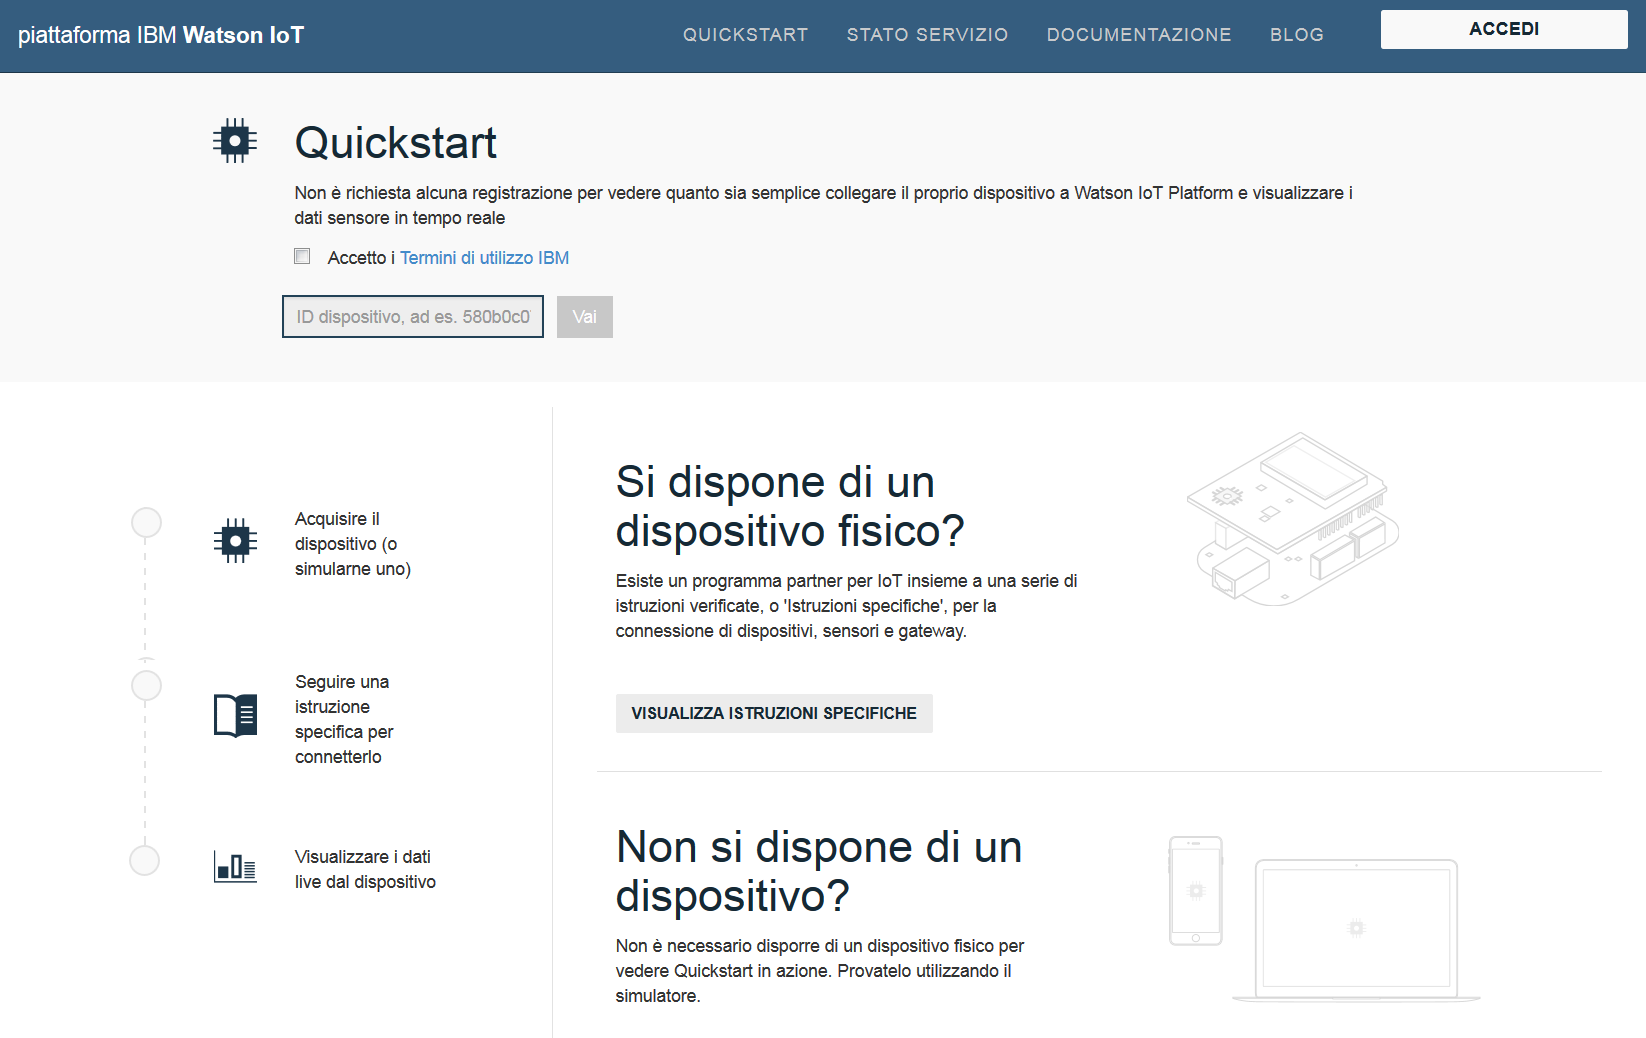 piattaforma IBM Watson IoT
QUICKSTART
STATO SERVIZIO
DOCUMENTAZIONE
BLOG
ACCEDI
Quickstart
Non è richiesta alcuna registrazione per vedere quanto sia semplice collegare il proprio dispositivo a Watson IoT Platform e visualizzare i
dati sensore in tempo reale
Accetto i Termini di utilizzo IBM
ID dispositivo, ad es. 580b0c0
Vai
Acquisire il
dispositivo (o
simularne uno)
Seguire una
istruzione
specifica per
connetterlo
Visualizzare i dati
live dal dispositivo
Si dispone di un
dispositivo fisico?
Esiste un programma partner per IoT insieme a una serie di
istruzioni verificate, o 'Istruzioni specifiche', per la
connessione di dispositivi, sensori e gateway.
VISUALIZZA ISTRUZIONI SPECIFICHE
Non si dispone di un
dispositivo?
Non è necessario disporre di un dispositivo fisico per
vedere Quickstart in azione. Provatelo utilizzando il
simulatore.